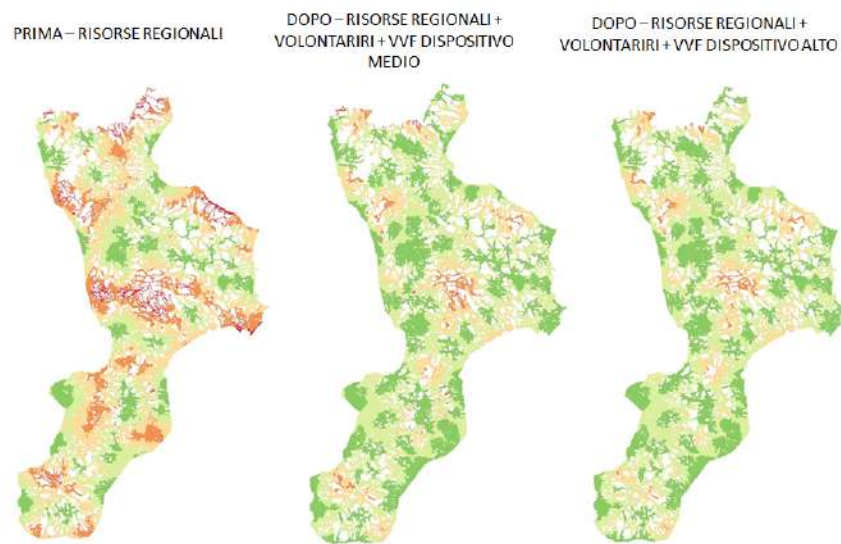 PRIMA – RISORSE REGIONALI
DOPO – RISORSE REGIONALI +
VOLONTARIRI + VVF DISPOSITIVO
MEDIO
DOPO – RISORSE REGIONALI +
VOLONTARIRI + VVF DISPOSITIVO ALTO